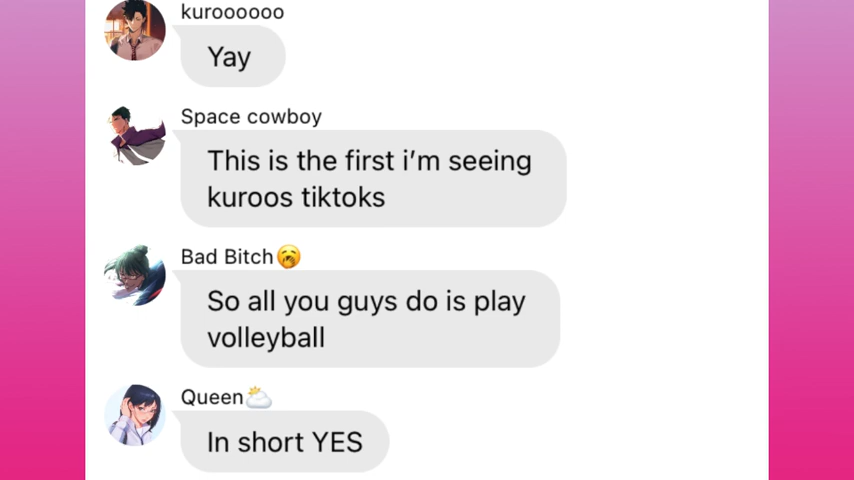 kuroooooo
Yay
Space cowboy
This is the first i’m seeing
kuroos tiktoks
Bad Bitch🥱
So all you guys do is play
volleyball
Queen🌥️
In short YES